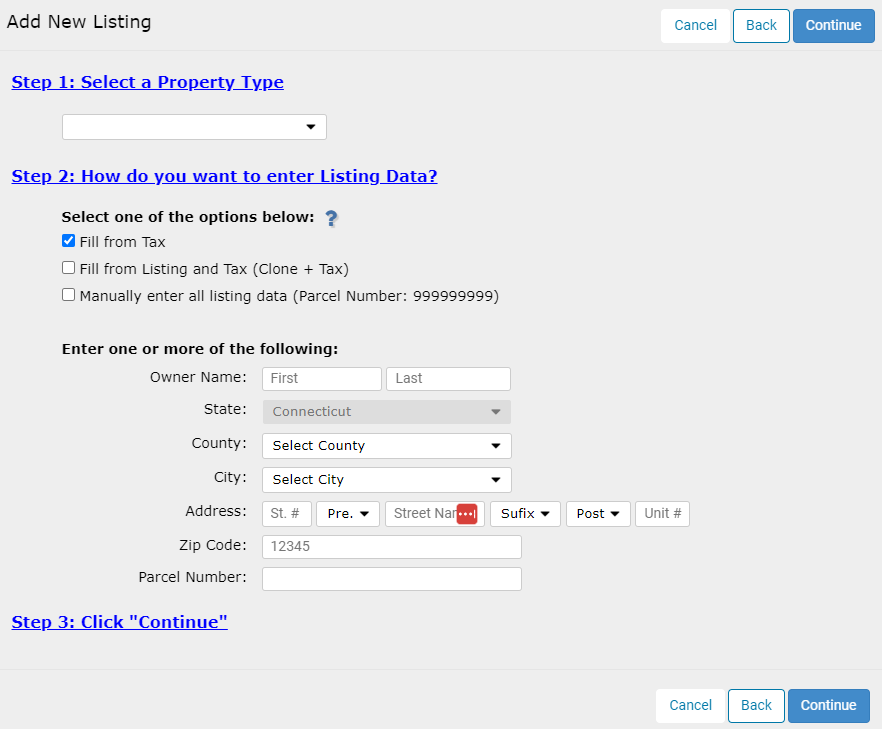 Add New Listing
Cancel Back Continue
Step 1: Select a Property Type
Step 2: How do you want to enter Listing Data?
Select one of the options below: ?
Fill from Tax
Fill from Listing and Tax (Clone + Tax)
Manually enter all listing data (Parcel Number: 999999999)
Enter one or more of the following:
Owner Name: First Last
State: Connecticut
County: Select County
City: Select City
Address: St. # Pre. Street Nar Sufix Post Unit #
Zip Code: 12345
Parcel Number:
Step 3: Click "Continue"
Cancel Back Continue